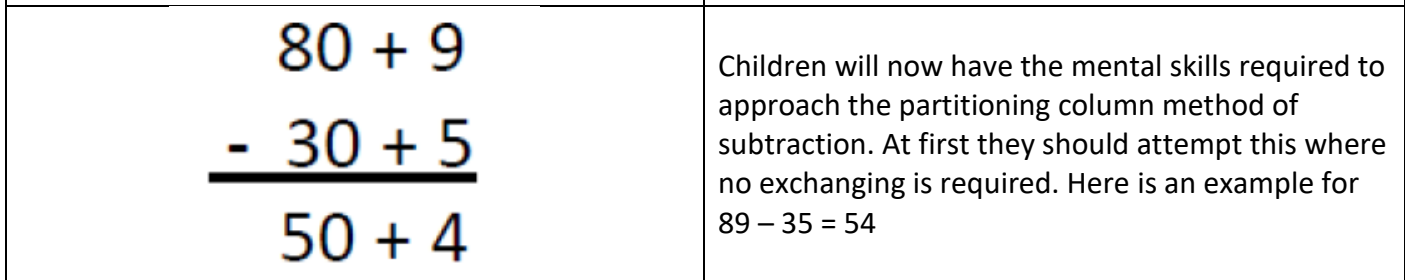 80 + 9
- 30 + 5
50 + 4
Children will now have the mental skills required to
approach the partitioning column method of
subtraction. At first they should attempt this where
no exchanging is required. Here is an example for
89 – 35 = 54